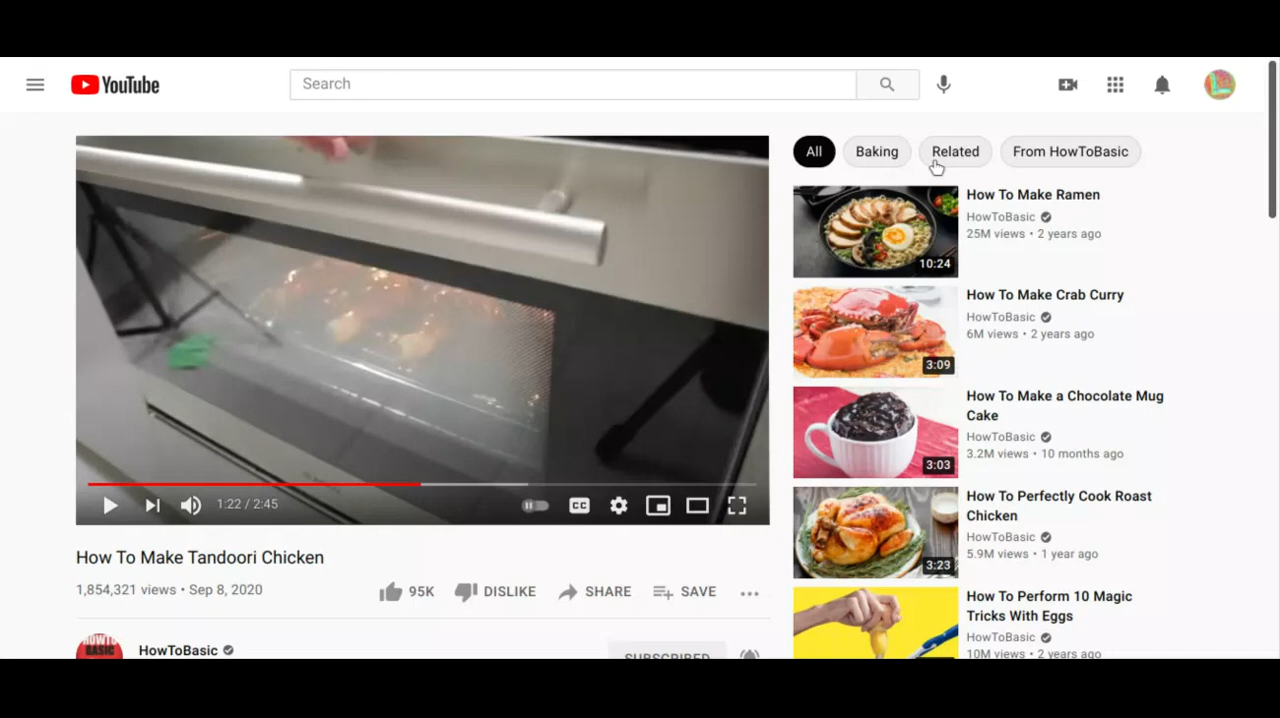 YouTube
Search
All
Baking
Related
From HowToBasic
How To Make Ramen
HowToBasic
25M views • 2 years ago
10:24
How To Make Crab Curry
HowToBasic
6M views • 2 years ago
3:09
How To Make a Chocolate Mug
Cake
HowToBasic
3.2M views • 10 months ago
3:03
How To Perfectly Cook Roast
Chicken
HowToBasic
5.9M views • 1 year ago
3:23
How To Perform 10 Magic
Tricks With Eggs
HowToBasic
10M views • 2 years ago
1:22 / 2:45
CC
How To Make Tandoori Chicken
1,854,321 views • Sep 8, 2020
95K
DISLIKE
SHARE
SAVE
HOWTO
BASIC
HowToBasic
SUBSCRIBED